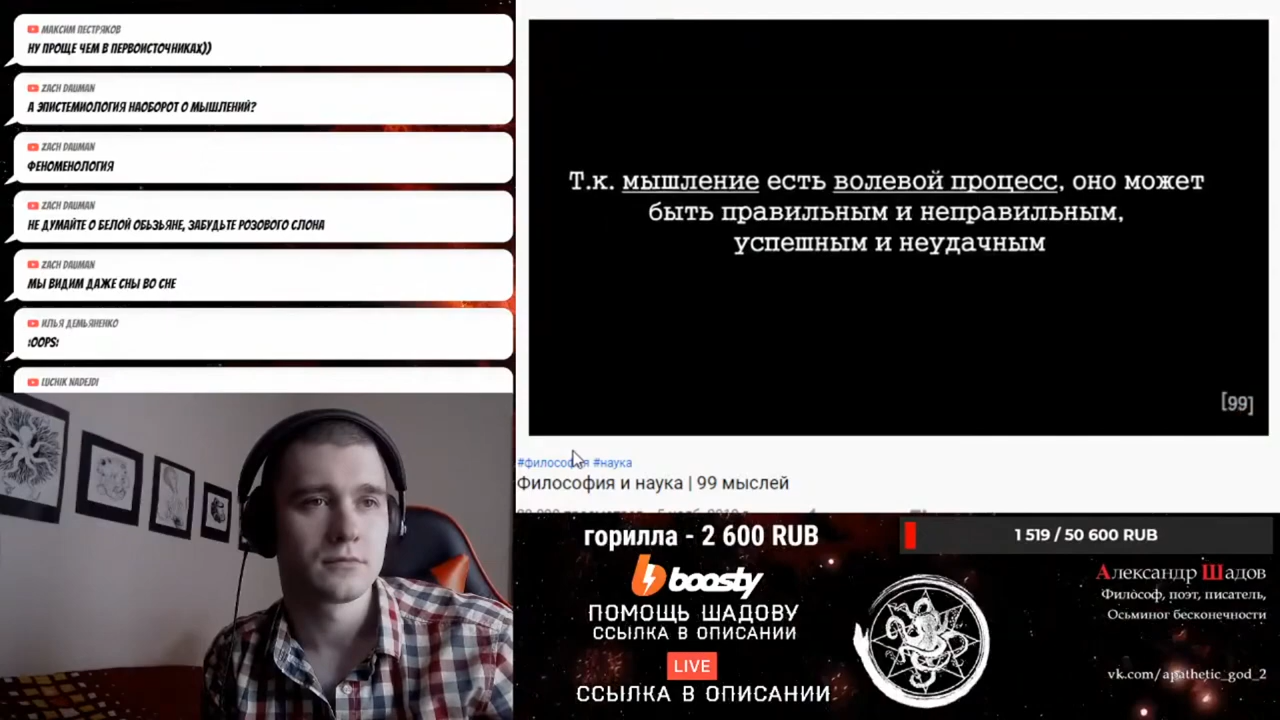 МАКСИМ ПЕСТРЯКОВ
НУ ПРОЩЕ ЧЕМ В ПЕРВОИСТОЧНИКАХ))
ZACH DAUMAN
А ЭПИСТЕМИОЛОГИЯ НАОБОРОТ О МЫШЛЕНИЙ?
ZACH DAUMAN
ФЕНОМЕНОЛОГИЯ
ZACH DAUMAN
НЕ ДУМАЙТЕ О БЕЛОЙ ОБЬЗЬЯНЕ, ЗАБУДЬТЕ РОЗОВОГО СЛОНА
ZACH DAUMAN
МЫ ВИДИМ ДАЖЕ СНЫ ВО СНЕ
ИЛЬЯ ДЕМЬЯНЕНКО
:OOPS:
LUCHIK NADEJDI
Т.к. мышление есть волевой процесс, оно может
быть правильным и неправильным,
успешным и неудачным
[99]
#философия #наука
Философия и наука | 99 мыслей
горилла - 2 600 RUB
boosty
ПОМОЩЬ ШАДОВУ
ССЫЛКА В ОПИСАНИИ
LIVE
ССЫЛКА В ОПИСАНИИ
1 519 / 50 600 RUB
Александр Шадов
Философ, поэт, писатель,
Осьминог бесконечности
vk.com/apathetic_god_2